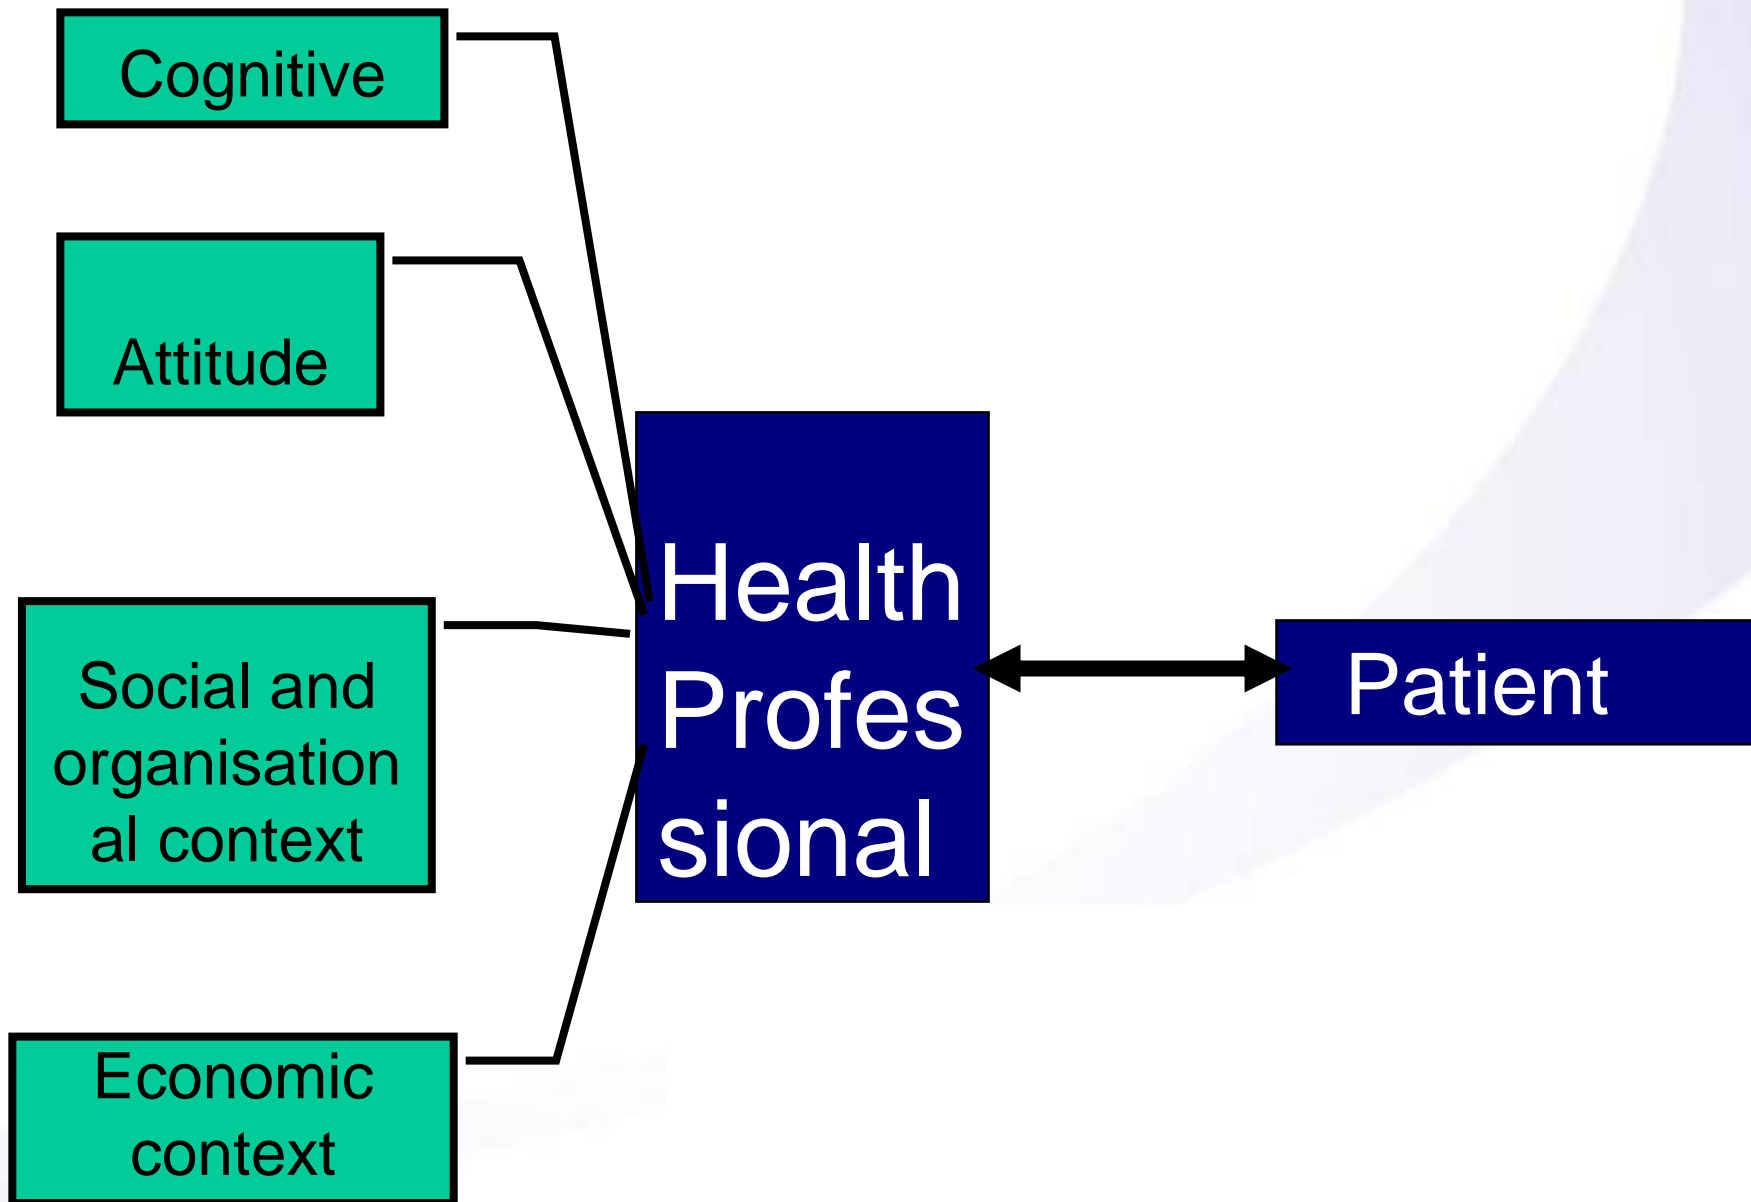 Cognitive
Attitude
Social and
organisation
al context
Economic
context
Health
Profes
sional
Patient